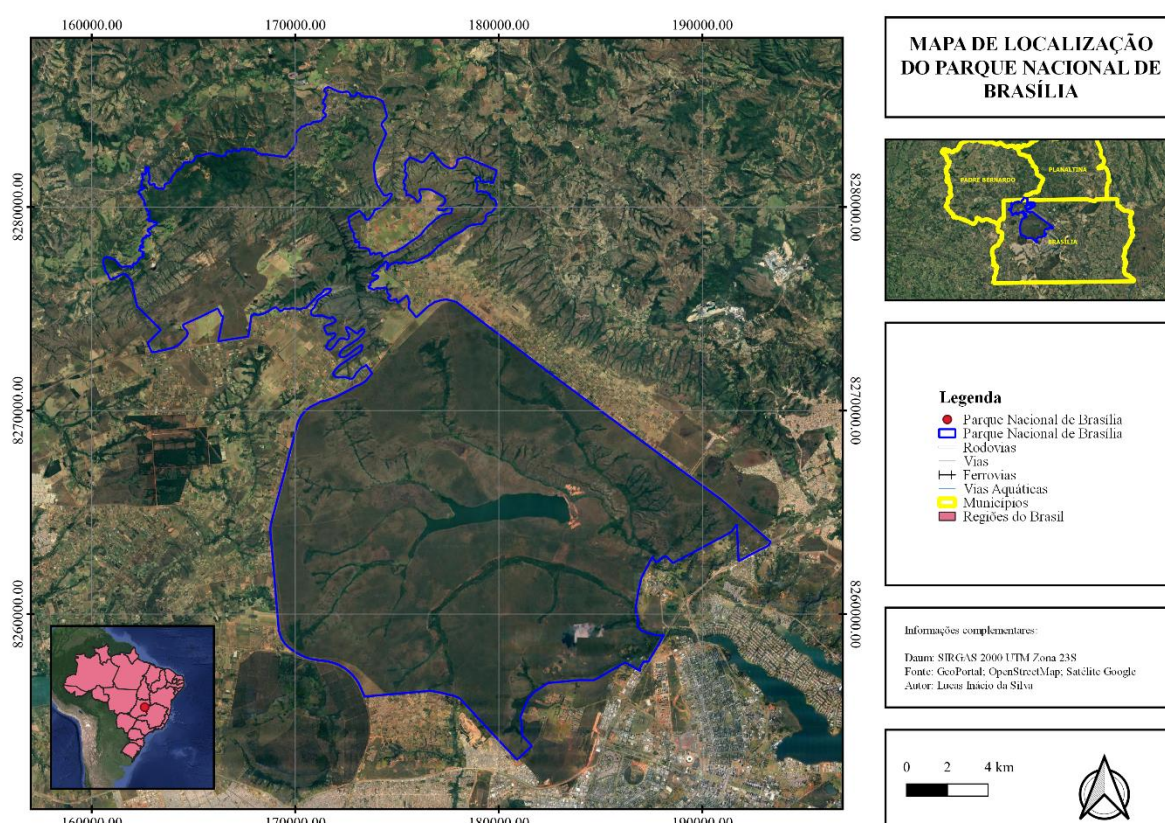 160000.00 170000.00 180000.00 190000.00
8280000.00 8280000.00
8270000.00 8270000.00
8260000.00 8260000.00
160000.00 170000.00 180000.00 190000.00
MAPA DE LOCALIZAÇÃO
DO PARQUE NACIONAL DE
BRASÍLIA
PADRE BERNARDO
PLANALTINA
BRASÍLIA
Legenda
Parque Nacional de Brasília
Parque Nacional de Brasília
Rodovias
Vias
Ferrovias
Vias Aquáticas
Municípios
Regiões do Brasil
Informações complementares:
Daum: SIRGAS 2000 UTM Zona 23S
Fonte: GeoPortal; OpenStreetMap; Satélite Google
Autor: Lucas Inácio da Silva
0 2 4 km